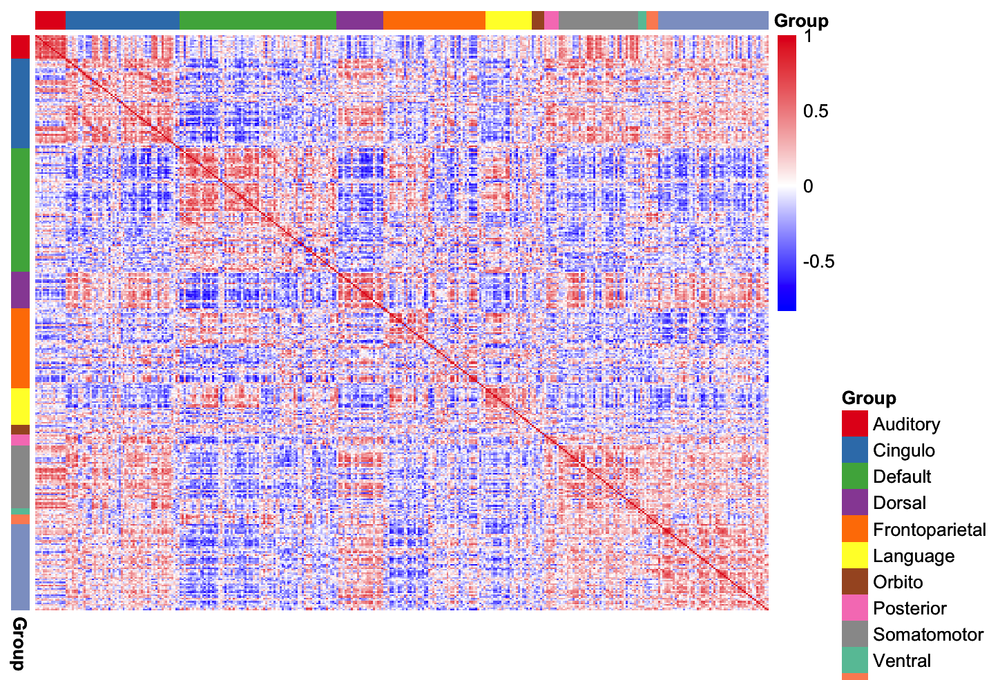 Group
1
0.5
0
-0.5
Group
Auditory
Cingulo
Default
Dorsal
Frontoparietal
Language
Orbito
Posterior
Somatomotor
Ventral
Group